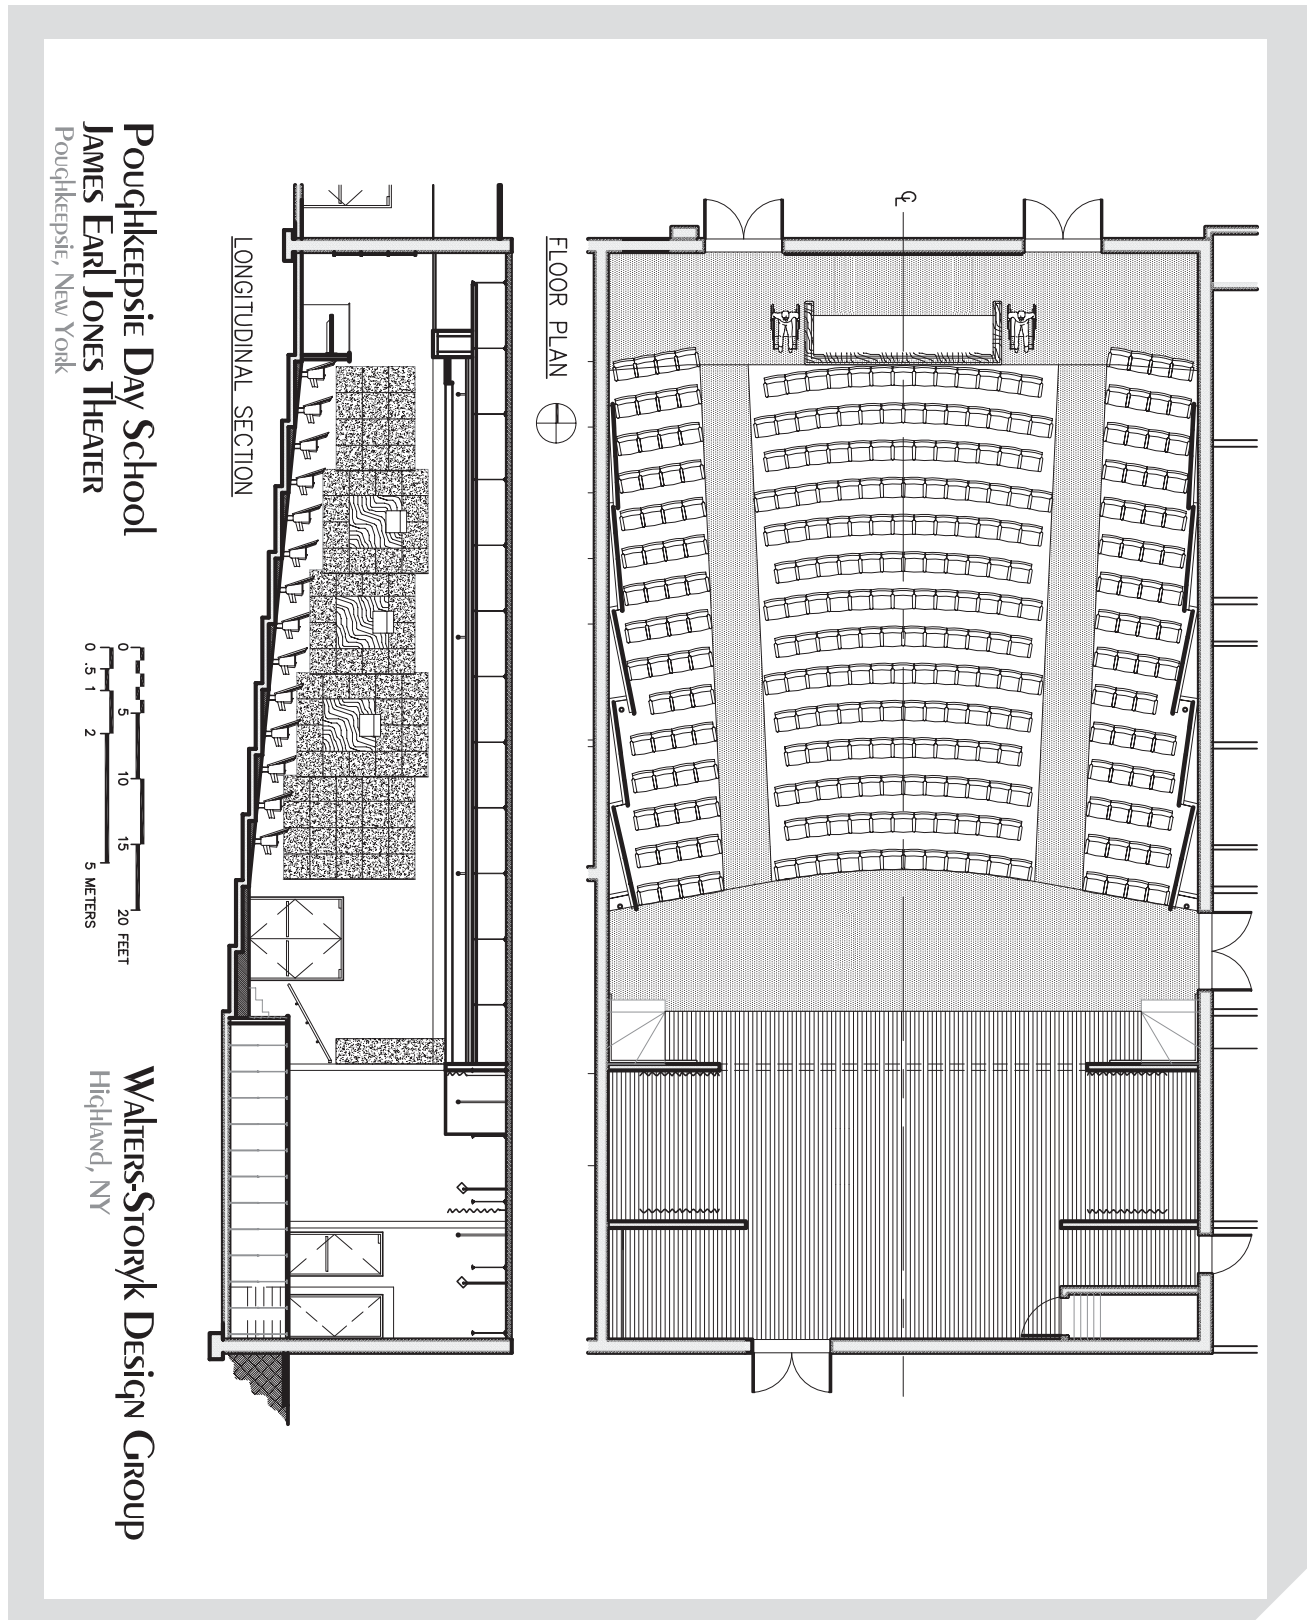 FLOOR PLAN
LONGITUDINAL SECTION
Poughkeepsie Day School
James Earl Jones Theater
Poughkeepsie, New York
0 5 10 15 20 FEET
0 .5 1 2 5 METERS
Walters-Storyk Design Group
Highland, NY